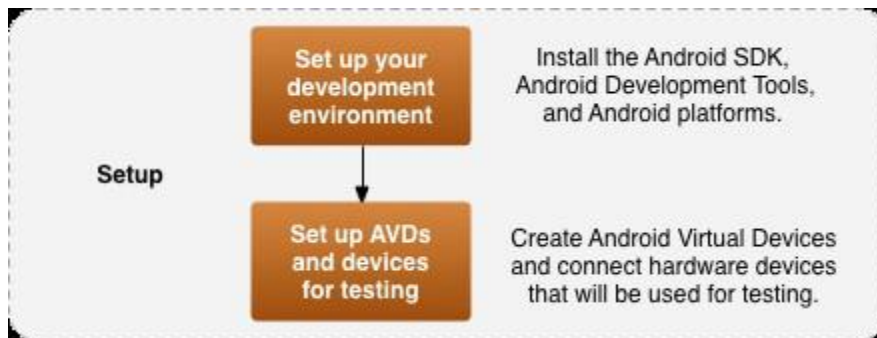 Set up your
development
environment
Install the Android SDK,
Android Development Tools,
and Android platforms.
Setup
Set up AVDs
and devices
for testing
Create Android Virtual Devices
and connect hardware devices
that will be used for testing.